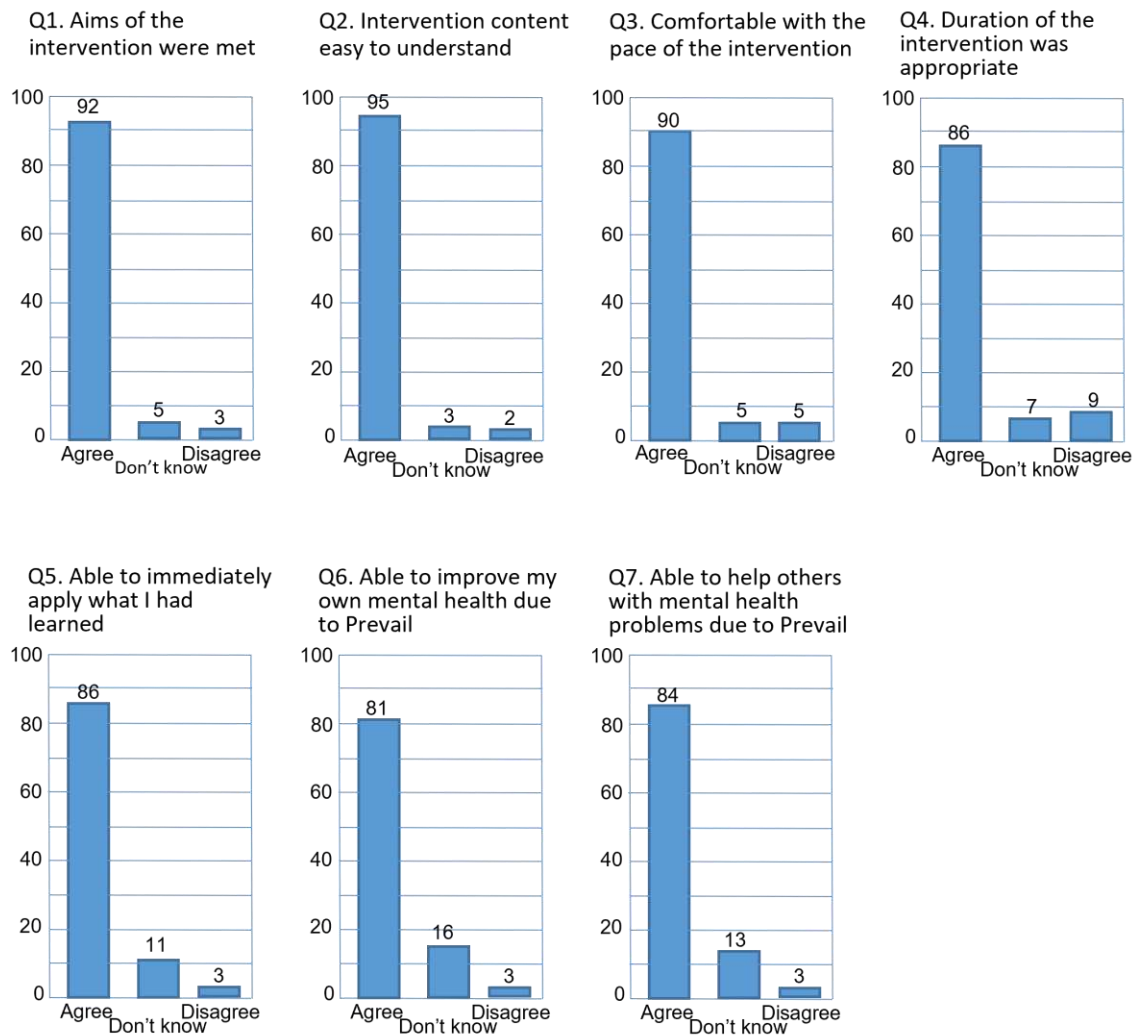 Q1. Aims of the
intervention were met
100
80
60
40
20
0
92
5
3
Agree
Don't know
Disagree
Q2. Intervention content
easy to understand
100
80
60
40
20
0
95
3
2
Agree
Don't know
Disagree
Q3. Comfortable with the
pace of the intervention
100
80
60
40
20
0
90
5
5
Agree
Don't know
Disagree
Q4. Duration of the
intervention was
appropriate
100
80
60
40
20
0
86
7
9
Agree
Don't know
Disagree
Q5. Able to immediately
apply what I had
learned
100
80
60
40
20
0
86
11
3
Agree
Don't know
Disagree
Q6. Able to improve my
own mental health due
to Prevail
100
80
60
40
20
0
81
16
3
Agree
Don't know
Disagree
Q7. Able to help others
with mental health
problems due to Prevail
100
80
60
40
20
0
84
13
3
Agree
Don't know
Disagree